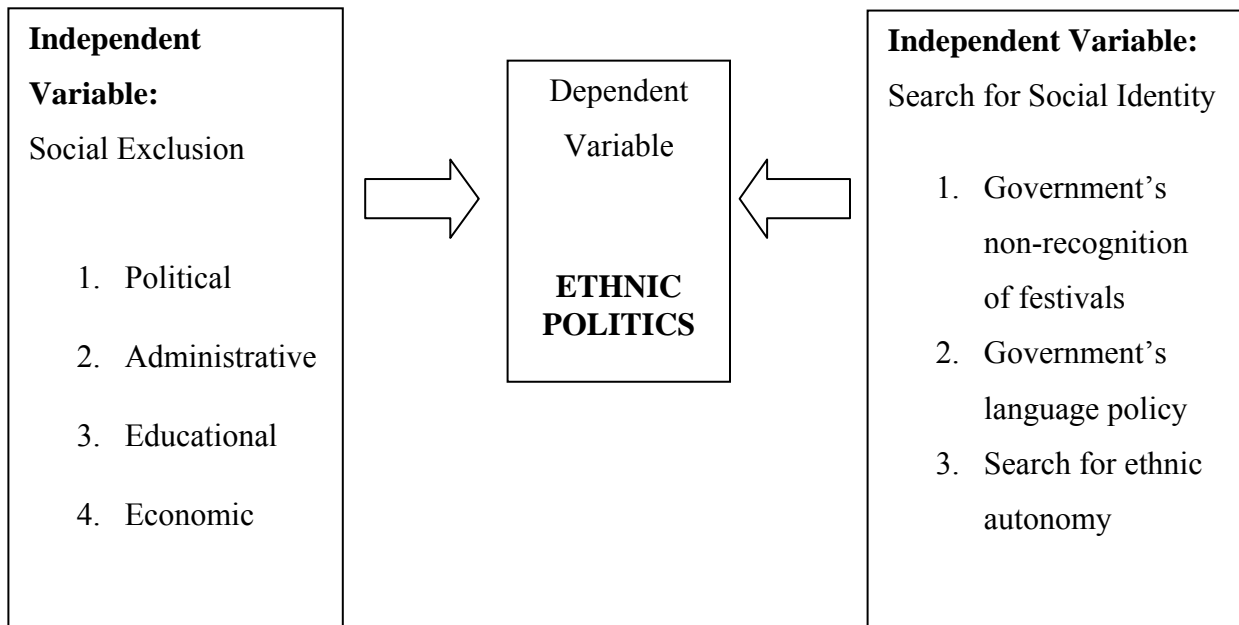 Independent
Variable:
Social Exclusion
1. Political
2. Administrative
3. Educational
4. Economic
Dependent
Variable
ETHNIC
POLITICS
Independent Variable:
Search for Social Identity
1. Government’s
non-recognition
of festivals
2. Government’s
language policy
3. Search for ethnic
autonomy